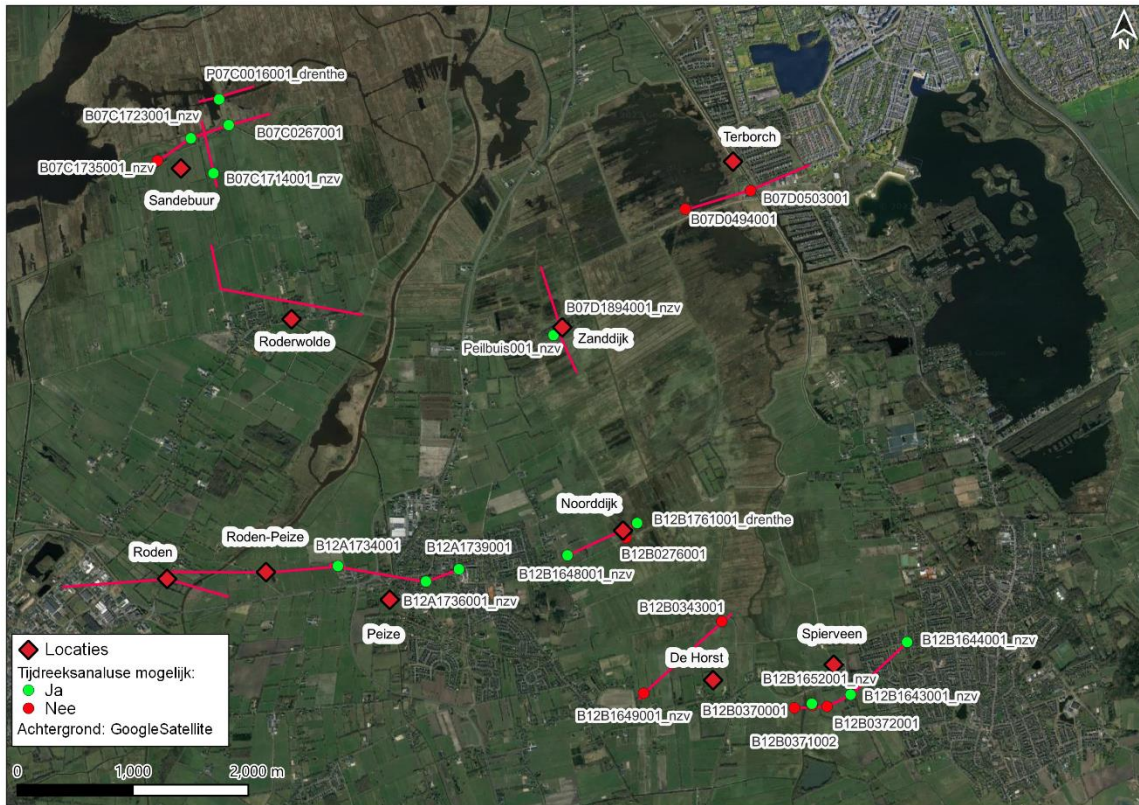 N
P07C0016001_drenthe
B07C1723001_nzv
B07C0267001
B07C1735001_nzv
B07C1714001_nzv
Sandebuur
Terborch
B07D0503001
B07D0494001
B07D1894001_nzv
Peilbuis001_nzv
Zanddijk
Roderwolde
Noorddijk
B12B1761001_drenthe
B12B0276001
B12B1648001_nzv
Roden
Roden-Peize
B12A1734001
B12A1739001
B12A1736001_nzv
Peize
B12B0343001
De Horst
B12B1649001_nzv
Spierveen
B12B1644001_nzv
B12B1652001_nzv
B12B1643001_nzv
B12B0370001
B12B0372001
B12B0371002
Locaties
Tijdreeksanaluse mogelijk:
Ja
Nee
Achtergrond: GoogleSatellite
0 1,000 2,000 m